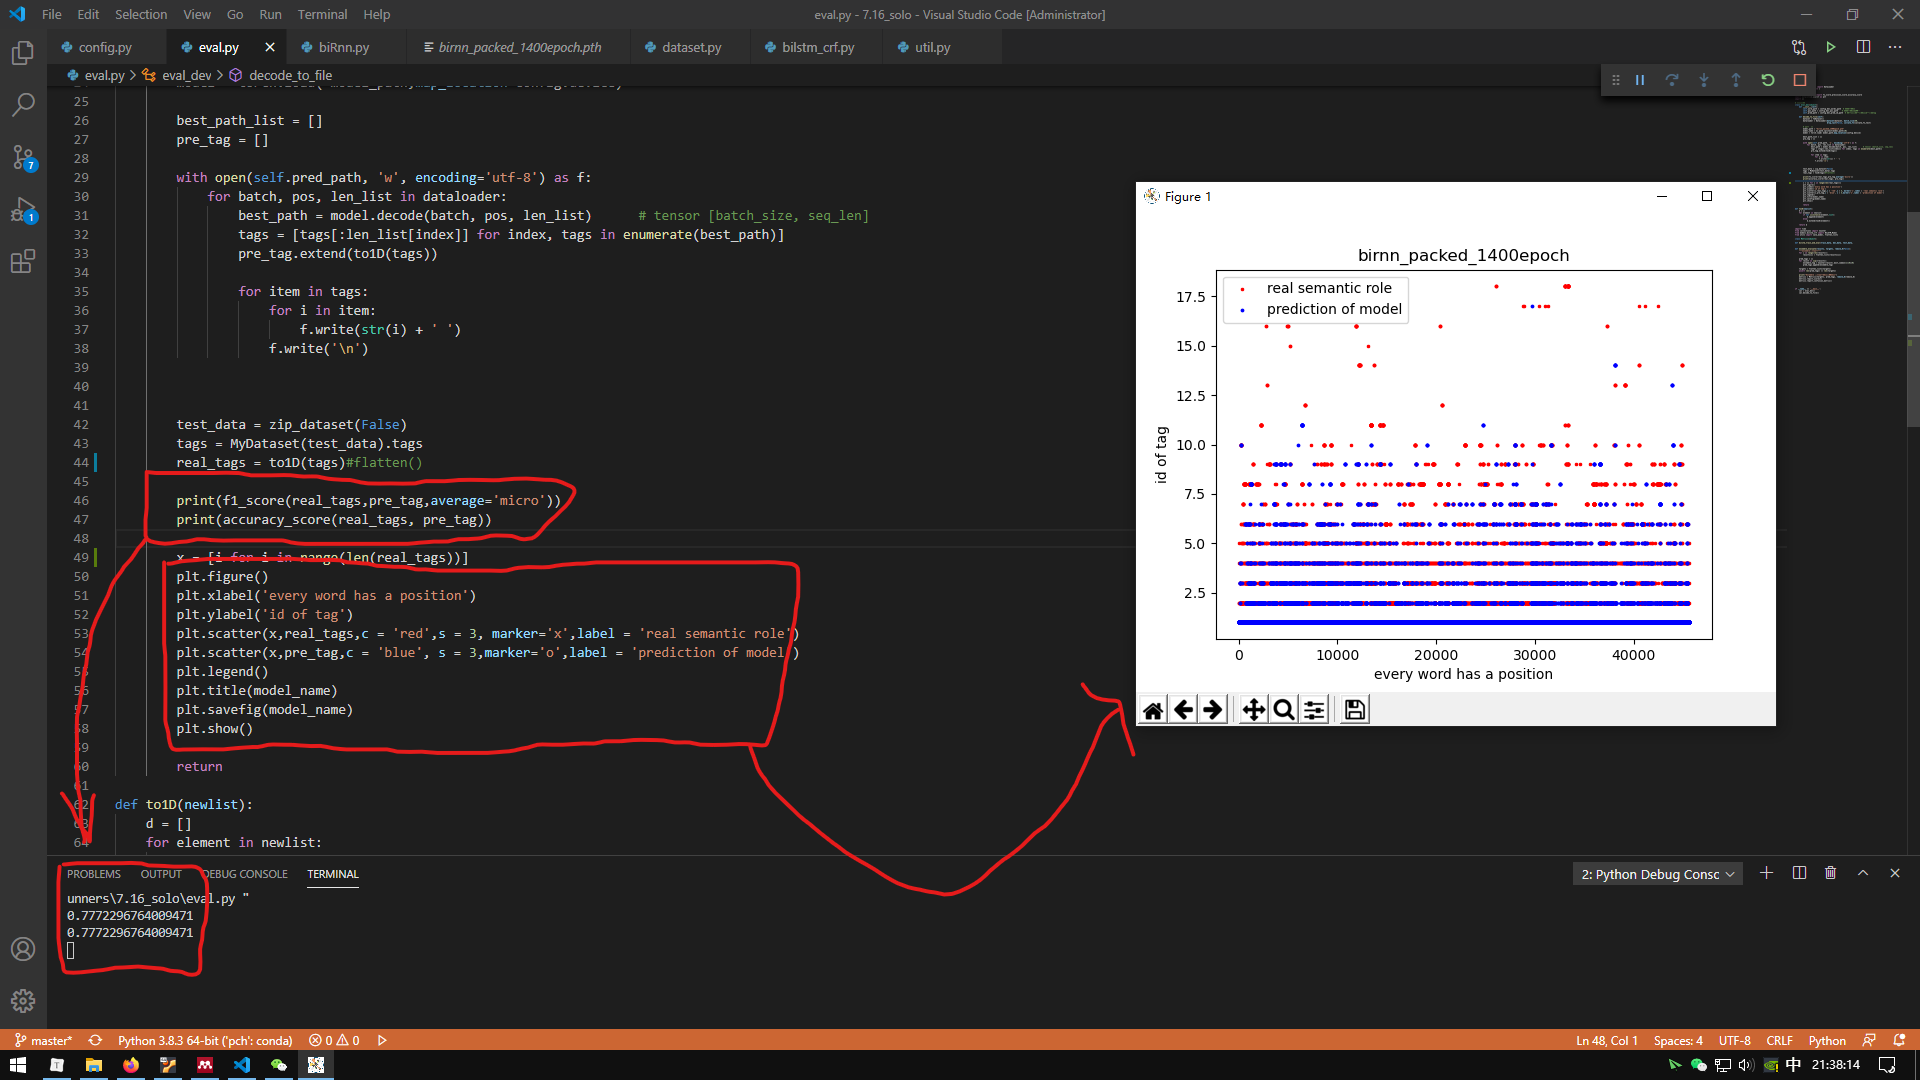 File Edit Selection View Go Run Terminal Help
eval.py - 7.16_solo - Visual Studio Code [Administrator]
config.py
eval.py
biRnn.py
birnn_packed_1400epoch.pth
dataset.py
bilstm_crf.py
util.py
eval.py > eval_dev > decode_to_file
25
26 best_path_list = []
27 pre_tag = []
28
29 with open(self.pred_path, 'w', encoding='utf-8') as f:
30 for batch, pos, len_list in dataloader:
31 best_path = model.decode(batch, pos, len_list) # tensor [batch_size, seq_len]
32 tags = [tags[:len_list[index]] for index, tags in enumerate(best_path)]
33 pre_tag.extend(to1D(tags))
34
35 for item in tags:
36 for i in item:
37 f.write(str(i) + ' ')
38 f.write('\n')
39
40
41
42 test_data = zip_dataset(False)
43 tags = MyDataset(test_data).tags
44 real_tags = to1D(tags)#flatten()
45
46 print(f1_score(real_tags,pre_tag,average='micro'))
47 print(accuracy_score(real_tags, pre_tag))
48
49 x = [i for i in range(len(real_tags))]
50 plt.figure()
51 plt.xlabel('every word has a position')
52 plt.ylabel('id of tag')
53 plt.scatter(x,real_tags,c = 'red',s = 3, marker='x',label = 'real semantic role')
54 plt.scatter(x,pre_tag,c = 'blue', s = 3,marker='o',label = 'prediction of model')
55 plt.legend()
56 plt.title(model_name)
57 plt.savefig(model_name)
58 plt.show()
59
60 return
61
62 def to1D(newlist):
63 d = []
64 for element in newlist:
Figure 1
birnn_packed_1400epoch
real semantic role
prediction of model
17.5
15.0
12.5
10.0
7.5
5.0
2.5
id of tag
0 10000 20000 30000 40000
every word has a position
7
1
PROBLEMS OUTPUT DEBUG CONSOLE TERMINAL
2: Python Debug Consc
unners\7.16_solo\eval.py "
0.7772296764009471
0.7772296764009471
master* Python 3.8.3 64-bit ('pch': conda) 0 0
Ln 48, Col 1 Spaces: 4 UTF-8 CRLF Python
中 21:38:14